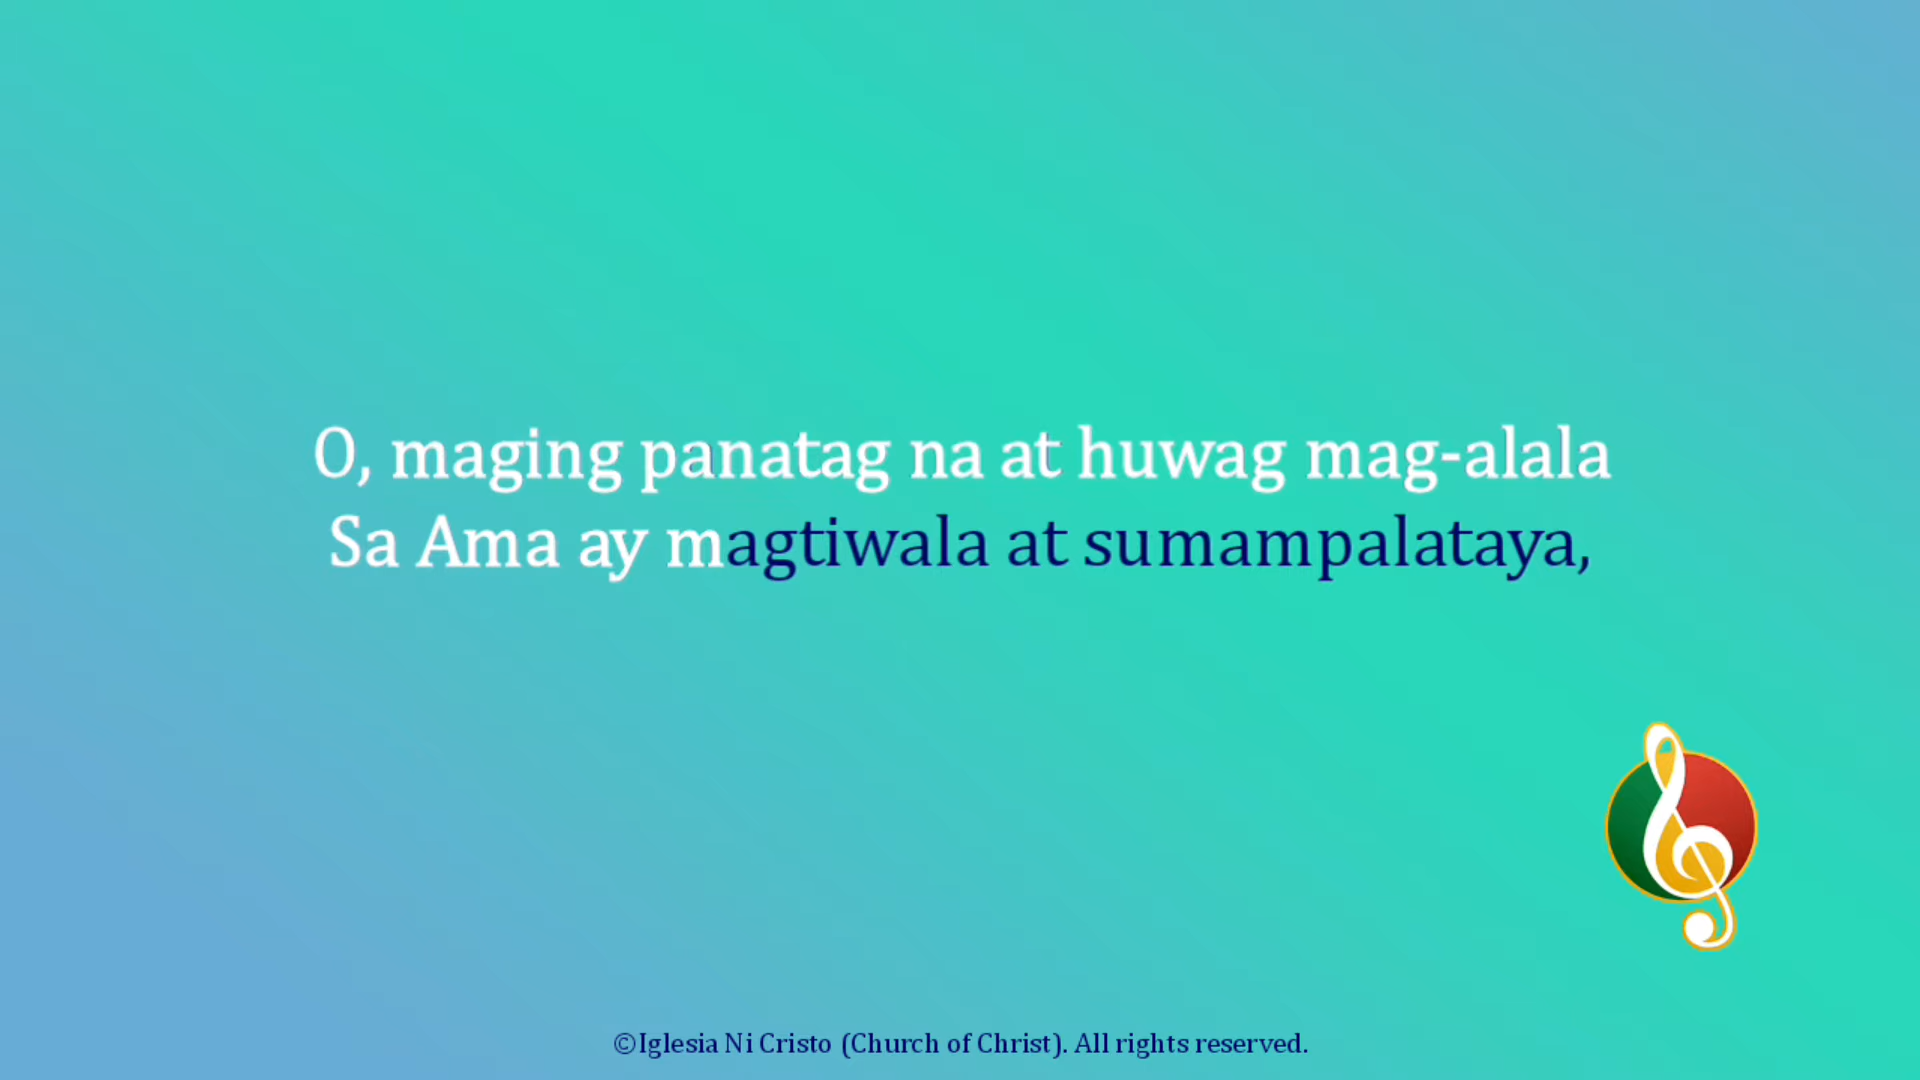 O, maging panatag na at huwag mag-alala
Sa Ama ay magtiwala at sumampalataya,
©Iglesia Ni Cristo (Church of Christ). All rights reserved.